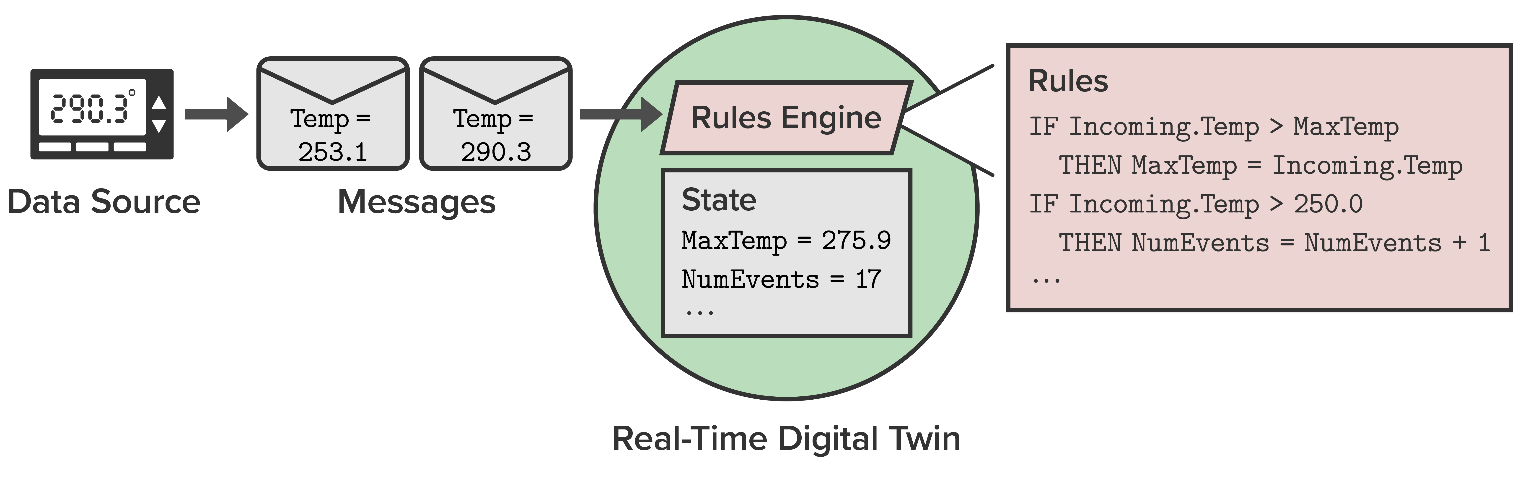 290.3°
Data Source
Temp =
253.1
Temp =
290.3
Messages
Rules Engine
State
MaxTemp = 275.9
NumEvents = 17
...
Real-Time Digital Twin
Rules
IF Incoming.Temp > MaxTemp
THEN MaxTemp = Incoming.Temp
IF Incoming.Temp > 250.0
THEN NumEvents = NumEvents + 1
...